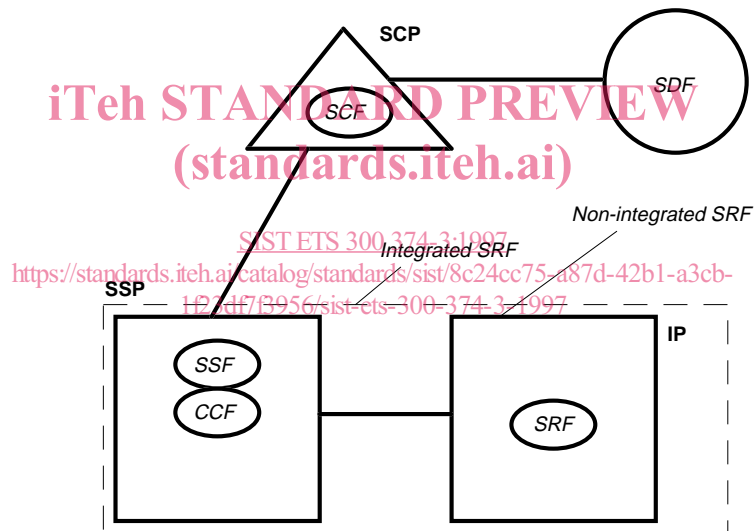 SCP
SDF
iTeh STANDARD PREVIEW
SCF
(standards.iteh.ai)
Non-integrated SRF
SIST ETS 300 374-3:1997
Integrated SRF
https://standards.iteh.ai/catalog/standards/sist/8c24cc75-a87d-42b1-a3cb-
SSP
1f23df7f3956/sist-ets-300-374-3-1997
IP
SSF
CCF
SRF